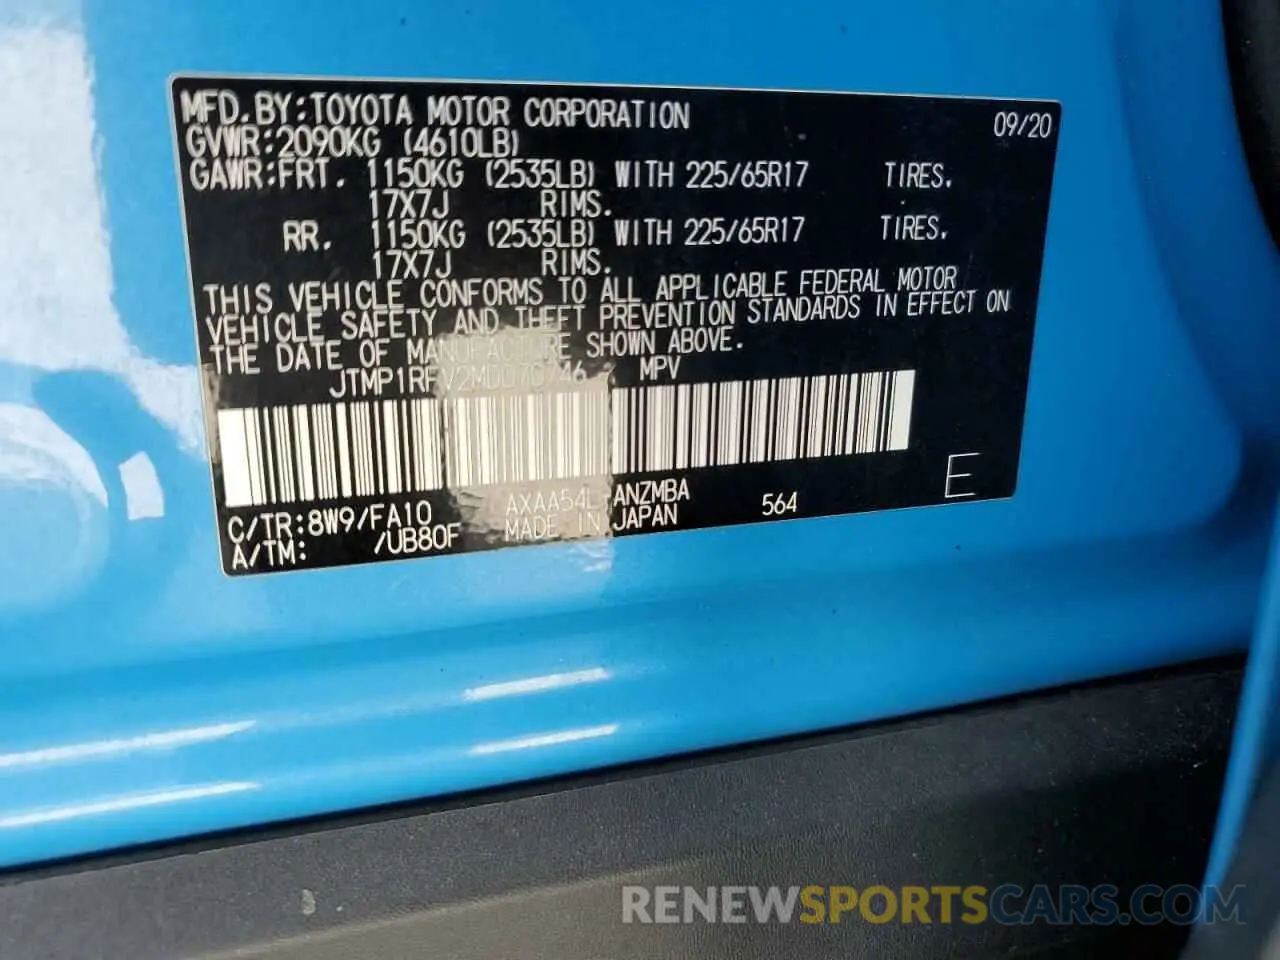 MFD.BY:TOYOTA MOTOR CORPORATION 09/20
GVWR:2090KG (4610LB)
GAWR:FRT. 1150KG (2535LB) WITH 225/65R17 TIRES.
17X7J RIMS.
RR. 1150KG (2535LB) WITH 225/65R17 TIRES.
17X7J RIMS.
THIS VEHICLE CONFORMS TO ALL APPLICABLE FEDERAL MOTOR
VEHICLE SAFETY AND THEFT PREVENTION STANDARDS IN EFFECT ON
THE DATE OF MANUFACTURE SHOWN ABOVE.
MPV
C/TR:8W9/FA10 AXAA54L-ANZMBA 564 E
A/TM: /UB80F MADE IN JAPAN
RENEWSPORTSCARS.COM